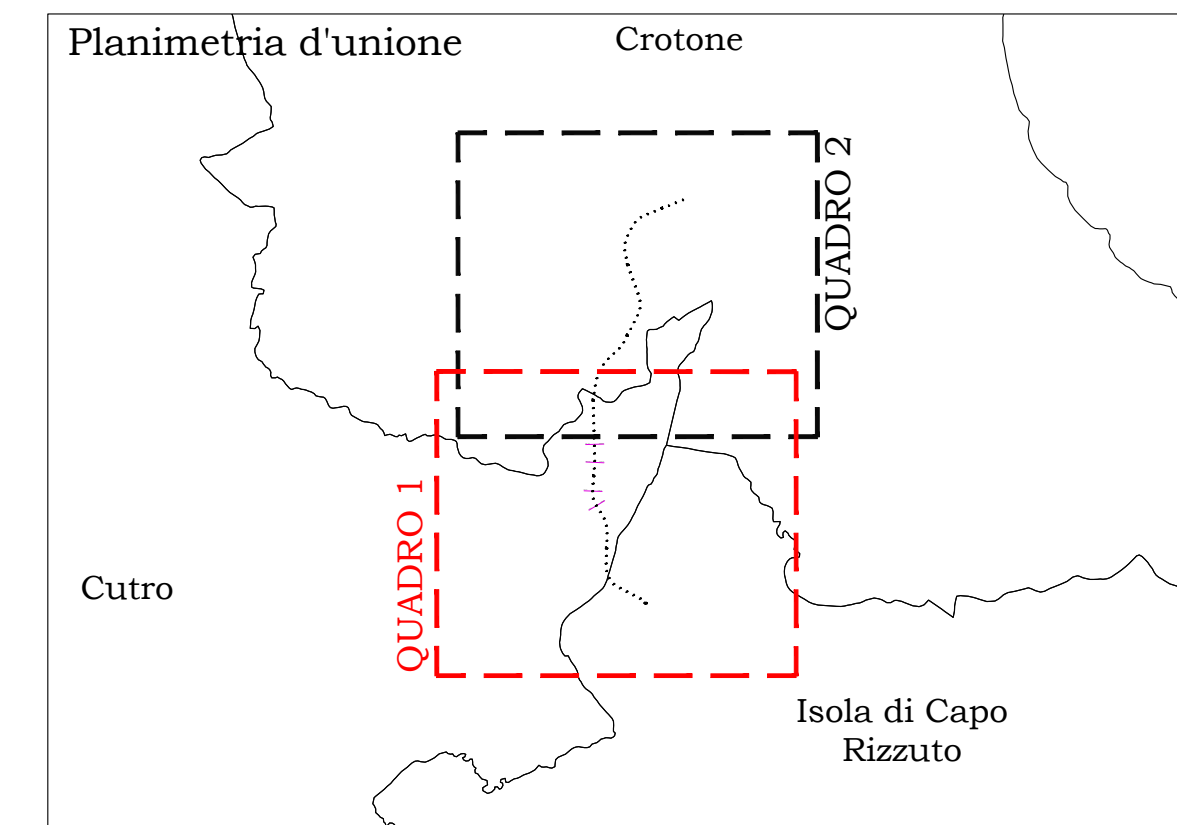 Planimetria d'unione
Crotone
QUADRO 2
QUADRO 1
Cutro
Isola di Capo
Rizzuto